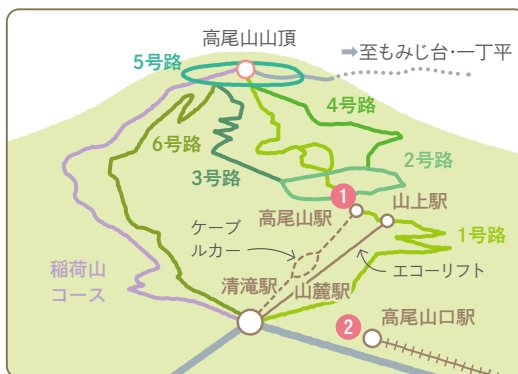 高尾山山頂
5号路
➡至もみじ台・一丁平
4号路
6号路
2号路
3号路
1
山上駅
高尾山駅
ケーブ
ルカー
1号路
稲荷山
コース
清滝駅
山麓駅
エコーリフト
2
高尾山口駅